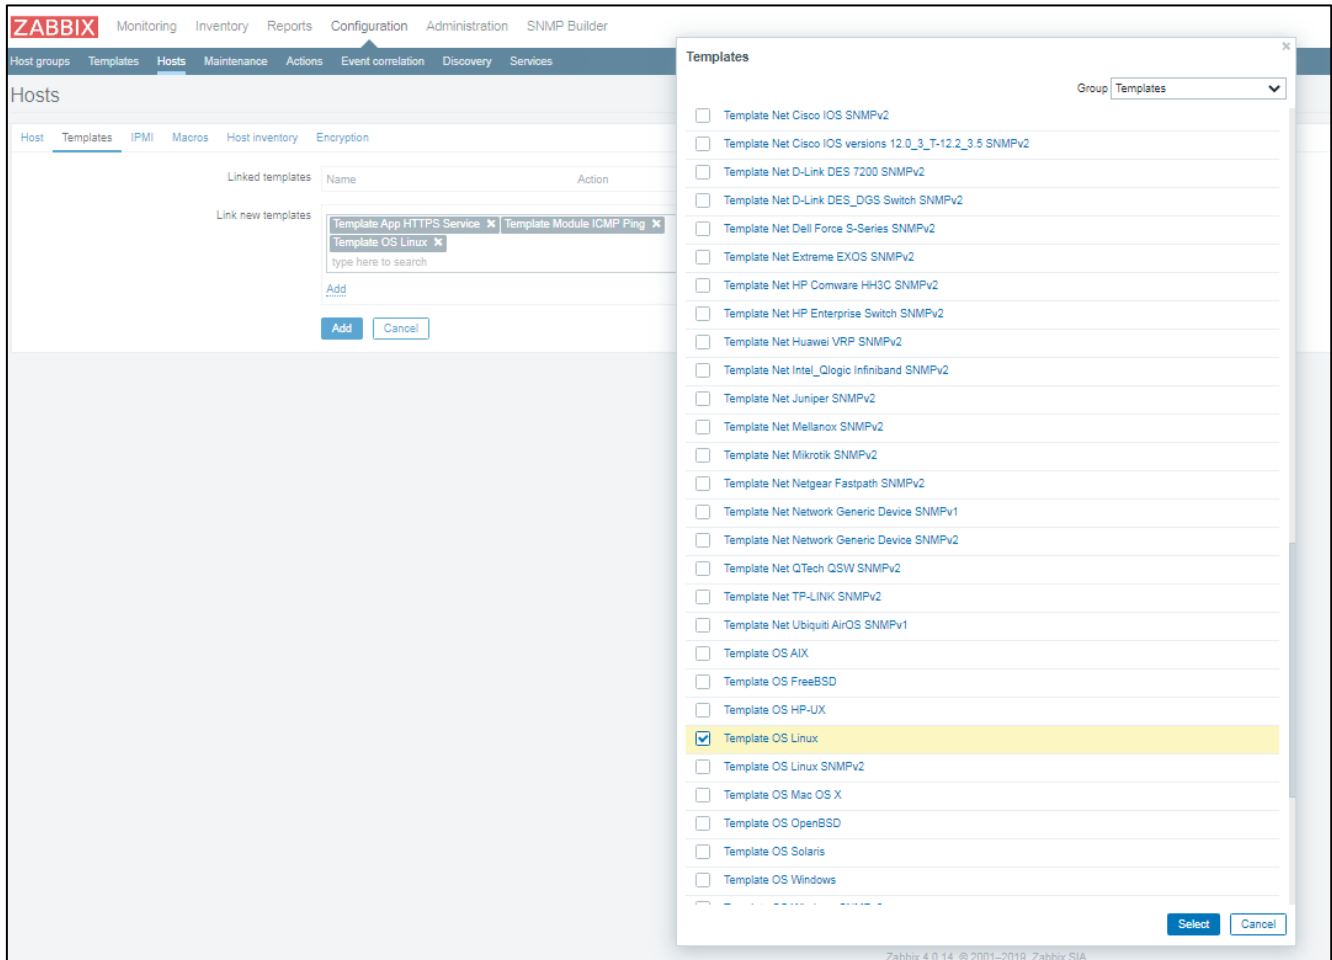 ZABBIX Monitoring Inventory Reports Configuration Administration SNMP Builder
Host groups Templates Hosts Maintenance Actions Event correlation Discovery Services
Hosts
Host Templates IPMI Macros Host inventory Encryption
Linked templates Name Action
Link new templates
Template App HTTPS Service Template Module ICMP Ping
Template OS Linux
type here to search
Add
Add Cancel
Templates
Group Templates
Template Net Cisco IOS SNMPv2
Template Net Cisco IOS versions 12.0_3_T-12.2_3.5 SNMPv2
Template Net D-Link DES 7200 SNMPv2
Template Net D-Link DES_DGS Switch SNMPv2
Template Net Dell Force S-Series SNMPv2
Template Net Extreme EXOS SNMPv2
Template Net HP Comware HH3C SNMPv2
Template Net HP Enterprise Switch SNMPv2
Template Net Huawei VRP SNMPv2
Template Net Intel_Qlogic Infiniband SNMPv2
Template Net Juniper SNMPv2
Template Net Mellanox SNMPv2
Template Net Mikrotik SNMPv2
Template Net Netgear Fastpath SNMPv2
Template Net Network Generic Device SNMPv1
Template Net Network Generic Device SNMPv2
Template Net QTech QSW SNMPv2
Template Net TP-LINK SNMPv2
Template Net Ubiquiti AirOS SNMPv1
Template OS AIX
Template OS FreeBSD
Template OS HP-UX
Template OS Linux
Template OS Linux SNMPv2
Template OS Mac OS X
Template OS OpenBSD
Template OS Solaris
Template OS Windows
Select Cancel
Zabbix 4.0.14. © 2001–2019, Zabbix SIA